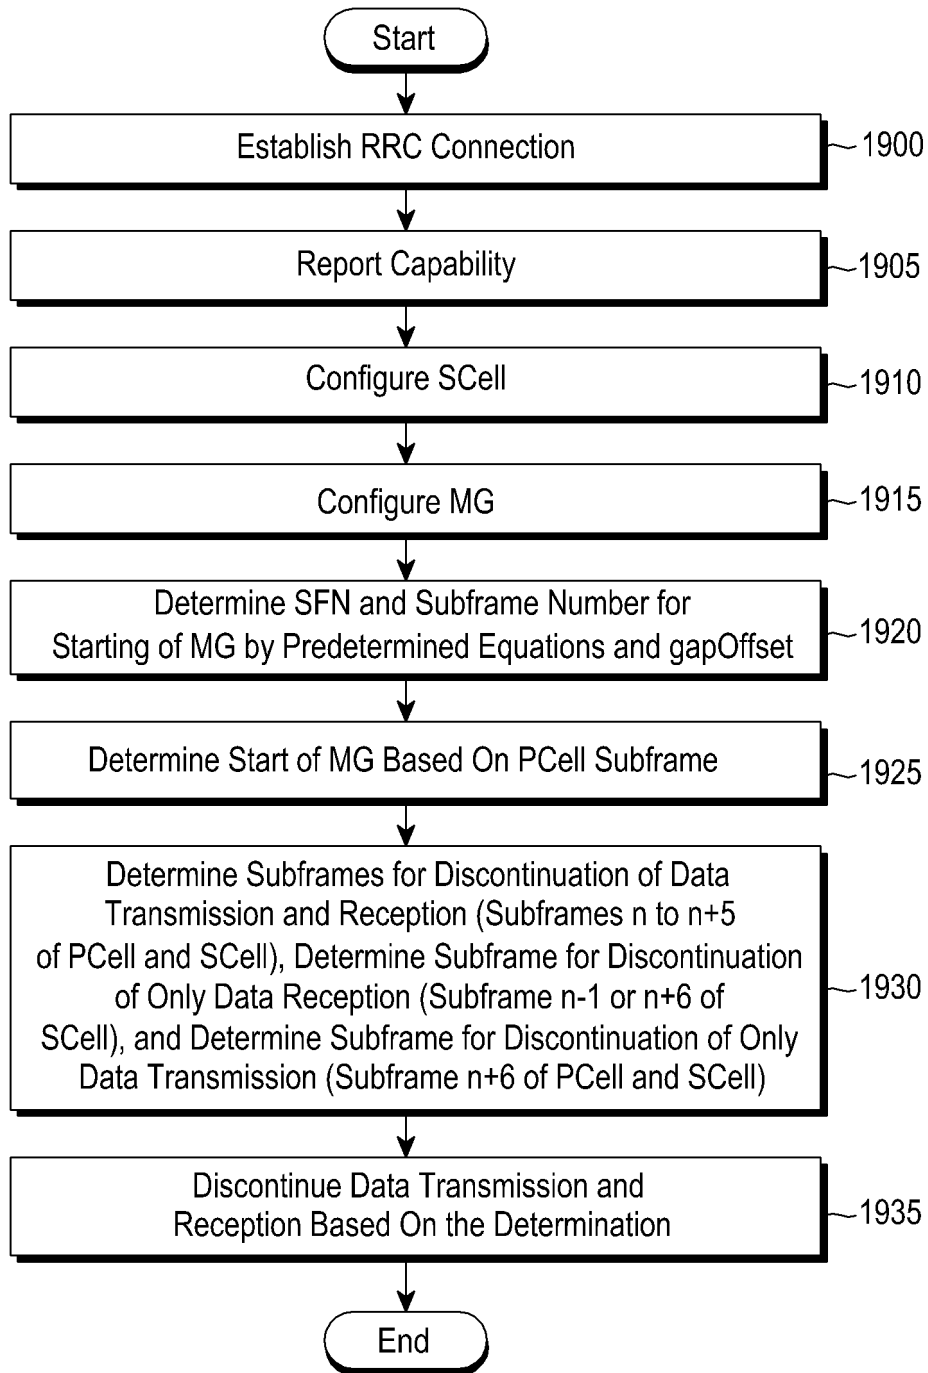 Start
Establish RRC Connection
1900
Report Capability
1905
Configure SCell
1910
Configure MG
1915
Determine SFN and Subframe Number for
Starting of MG by Predetermined Equations and gapOffset
1920
Determine Start of MG Based On PCell Subframe
1925
Determine Subframes for Discontinuation of Data
Transmission and Reception (Subframes n to n+5
of PCell and SCell), Determine Subframe for Discontinuation
of Only Data Reception (Subframe n-1 or n+6 of
SCell), and Determine Subframe for Discontinuation of Only
Data Transmission (Subframe n+6 of PCell and SCell)
1930
Discontinue Data Transmission and
Reception Based On the Determination
1935
End